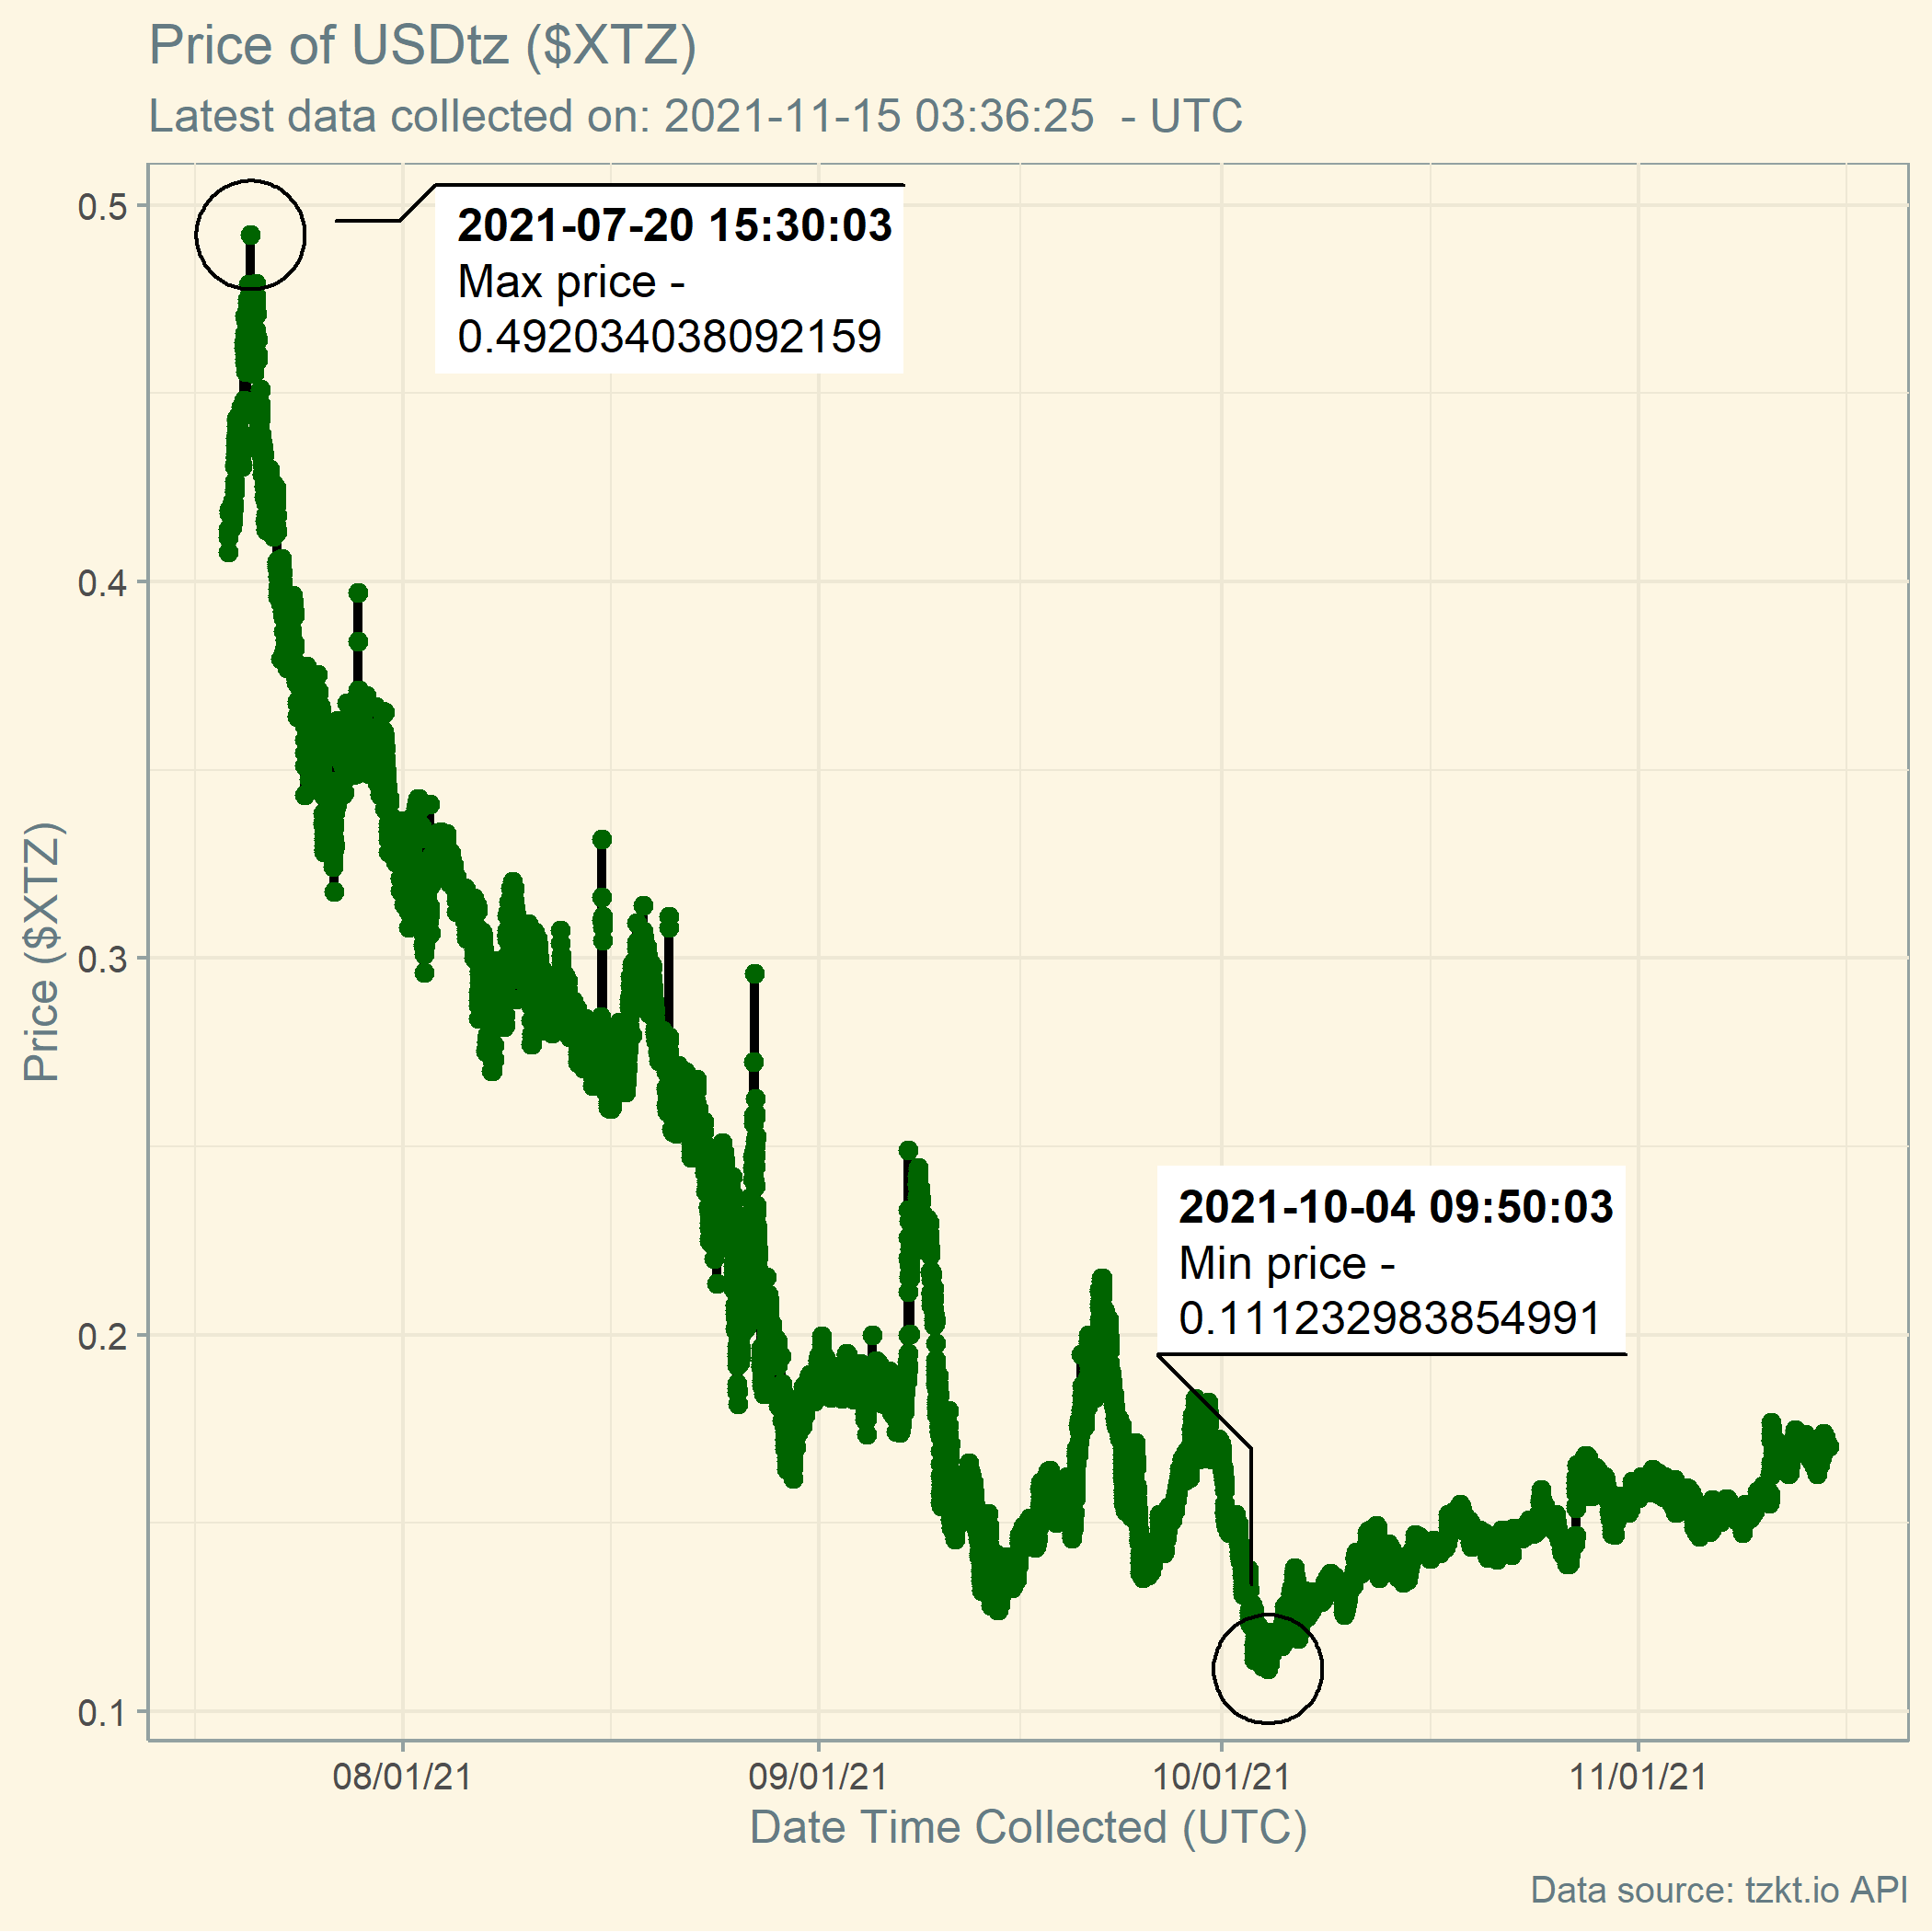 Price of USDtz ($XTZ)
Latest data collected on: 2021-11-15 03:36:25  - UTC
0.5
0.4
0.3
0.2
0.1
Price ($XTZ)
2021-07-20 15:30:03
Max price -
0.492034038092159
2021-10-04 09:50:03
Min price -
0.111232983854991
08/01/21
09/01/21
10/01/21
11/01/21
Date Time Collected (UTC)
Data source: tzkt.io API